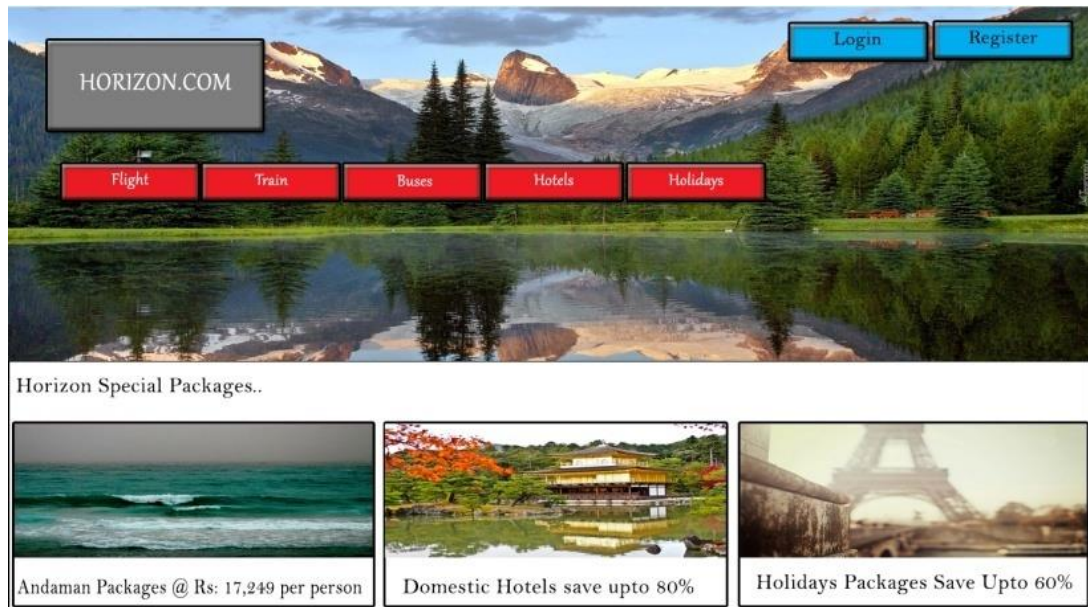 Login
Register
HORIZON.COM
Flight
Train
Buses
Hotels
Holidays
Horizon Special Packages..
Andaman Packages @ Rs: 17,249 per person
Domestic Hotels save upto 80%
Holidays Packages Save Upto 60%